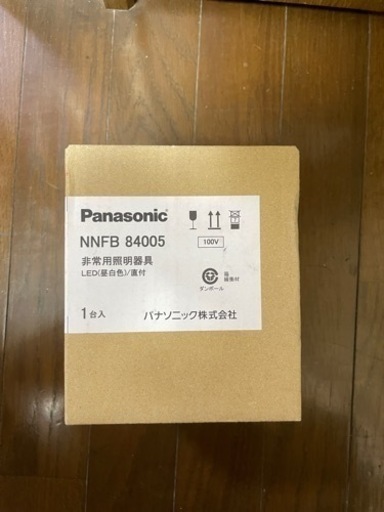 Panasonic
NNFB 84005
100V
非常用照明器具
LED(昼白色)/直付
ダンボール
1台入
パナソニック株式会社